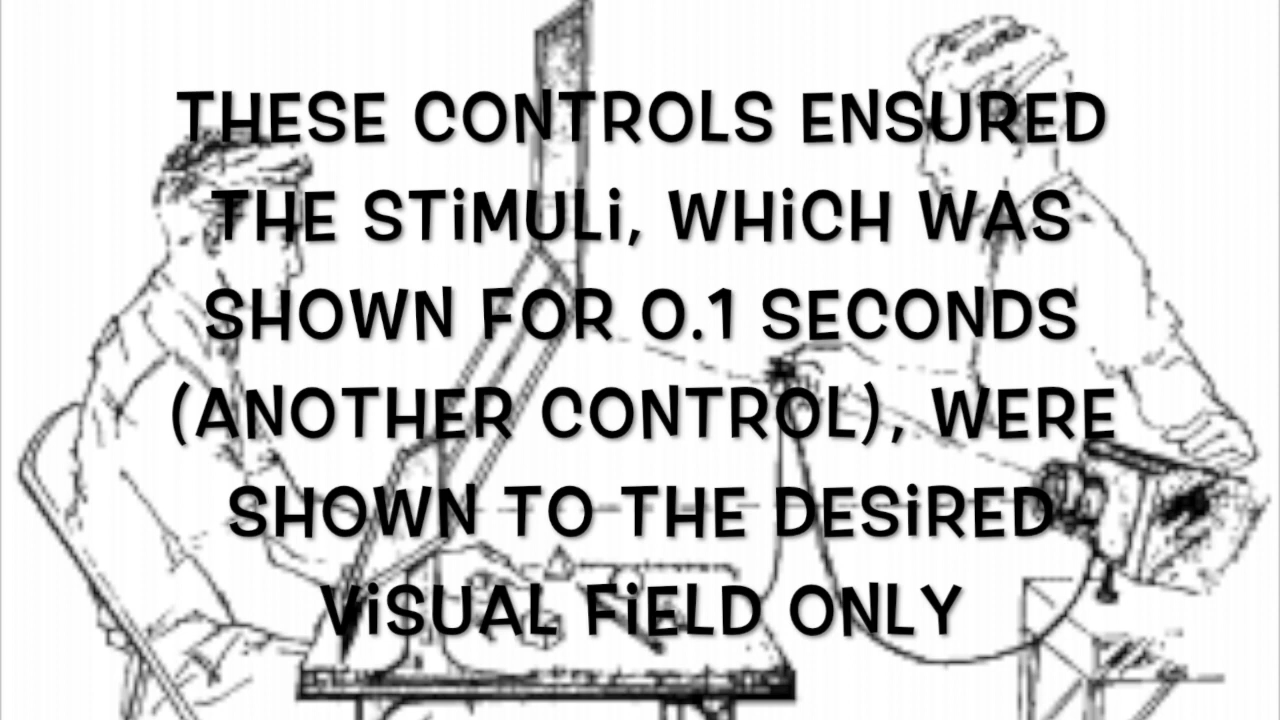 THESE CONTROLS ENSURED
THE STiMULi, WHiCH WAS
SHOWN FOR 0.1 SECONDS
(ANOTHER CONTROL), WERE
SHOWN TO THE DESiRED
ViSUAL FiELD ONLY